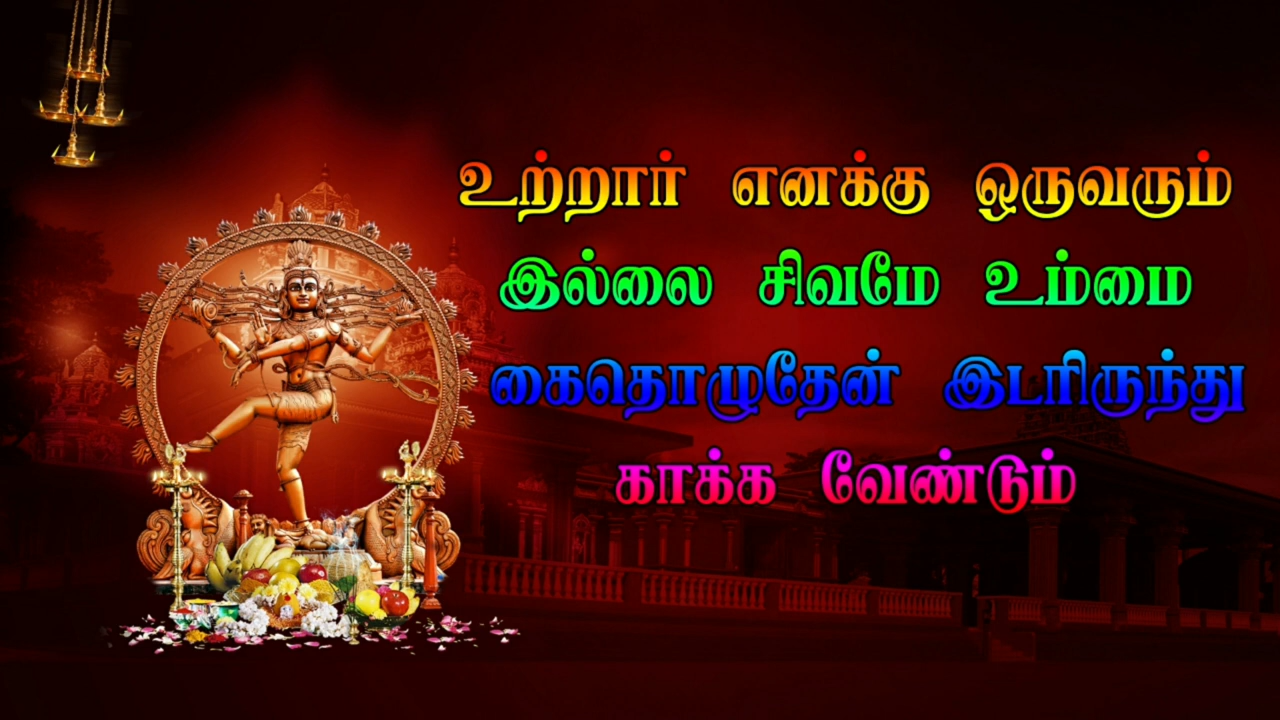 உற்றார் எனக்கு ஒருவரும்
இல்லை சிவமே உம்மை
கைதொழுதேன் இடரிருந்து
காக்க வேண்டும்